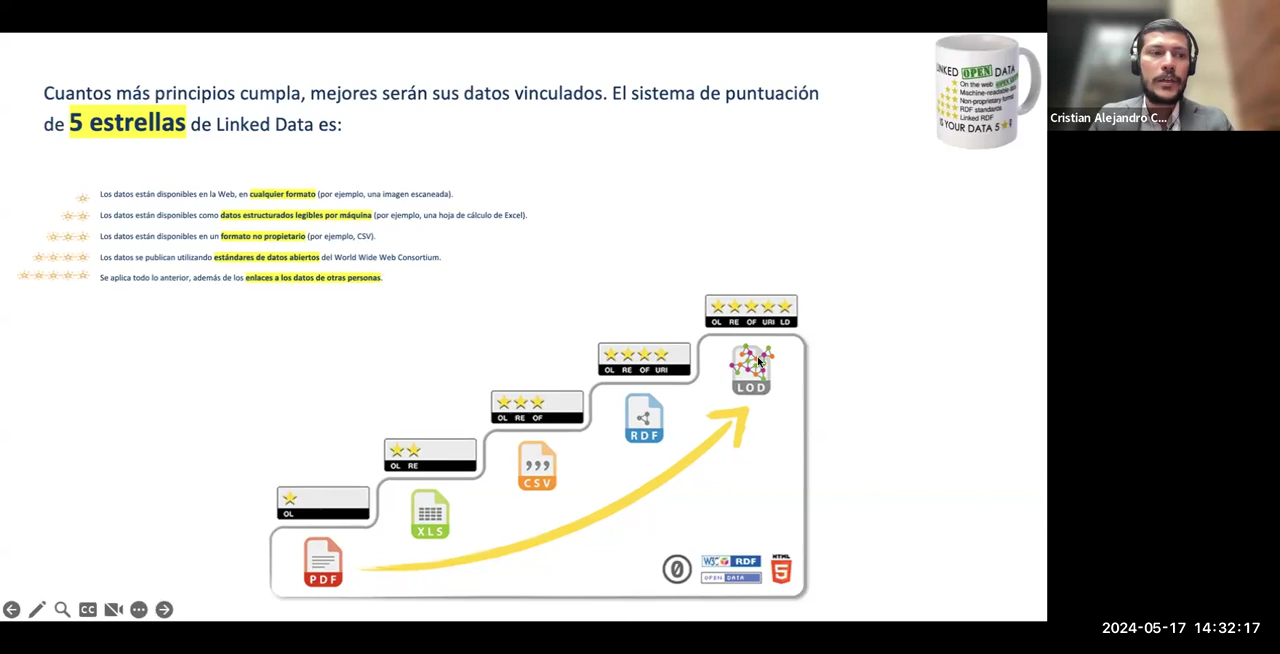 Cuantos más principios cumpla, mejores serán sus datos vinculados. El sistema de puntuación
de 5 estrellas de Linked Data es:
LINKED OPEN DATA
On the web OPEN
Machine-readable data
Non-proprietary format
RDF standards
Linked RDF
IS YOUR DATA 5
Cristian Alejandro C...
Los datos están disponibles en la Web, en cualquier formato (por ejemplo, una imagen escaneada).
Los datos están disponibles como datos estructurados legibles por máquina (por ejemplo, una hoja de cálculo de Excel).
Los datos están disponibles en un formato no propietario (por ejemplo, CSV).
Los datos se publican utilizando estándares de datos abiertos del World Wide Web Consortium.
Se aplica todo lo anterior, además de los enlaces a los datos de otras personas.
OL RE OF URI LD
LOD
OL RE OF URI
RDF
OL RE OF
CSV
OL RE
XLS
OL
PDF
0
W3C RDF
OPEN DATA
HTML
5
CC
2024-05-17 14:32:17